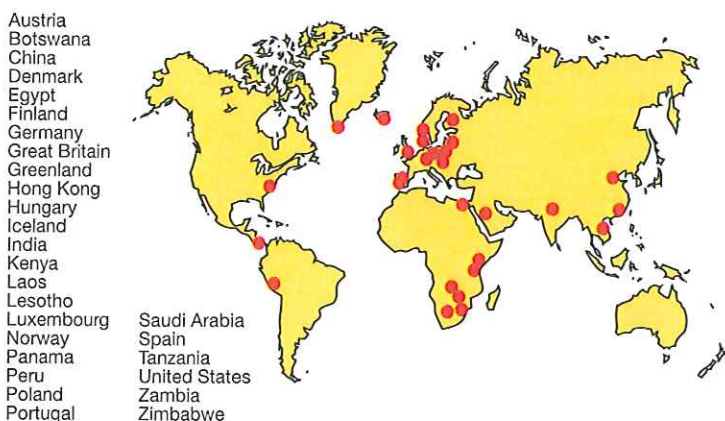 Austria
Botswana
China
Denmark
Egypt
Finland
Germany
Great Britain
Greenland
Hong Kong
Hungary
Iceland
India
Kenya
Laos
Lesotho
Luxembourg
Norway
Panama
Peru
Poland
Portugal
Saudi Arabia
Spain
Tanzania
United States
Zambia
Zimbabwe